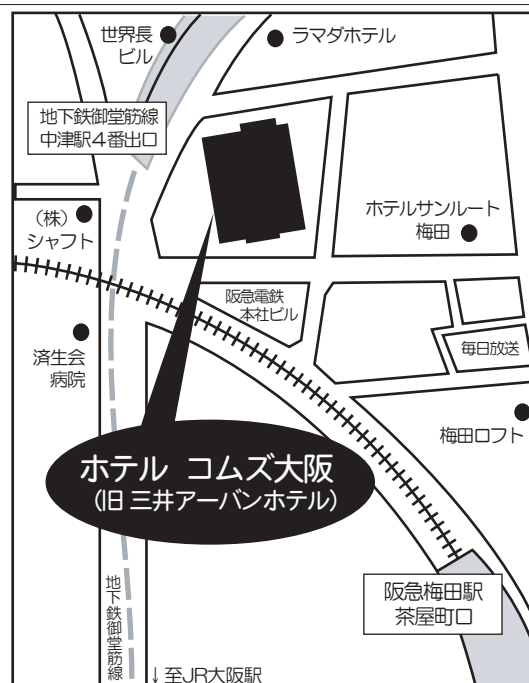 世界長
ビル
ラマダホテル
地下鉄御堂筋線
中津駅4番出口
(株)
シャフト
ホテルサンルート
梅田
阪急電鉄
本社ビル
毎日放送
済生会
病院
梅田ロフト
ホテル コムズ大阪
(旧 三井アーバンホテル)
阪急梅田駅
茶屋町口
地下鉄御堂筋線
↓至JR大阪駅